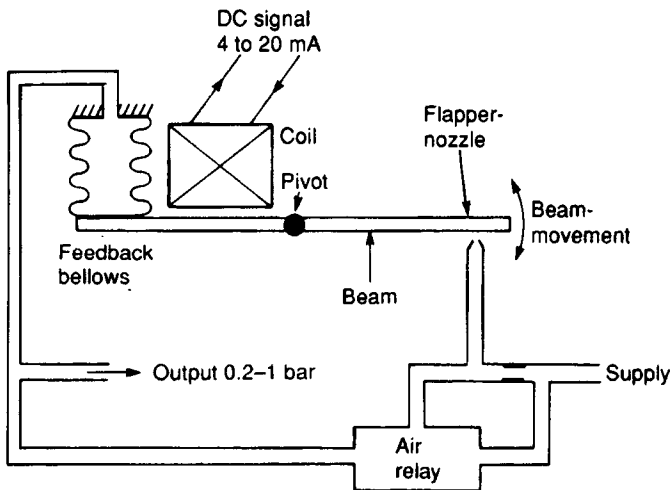 DC signal
4 to 20 mA
Coil
Flapper-
nozzle
Pivot
Beam-
movement
Feedback
bellows
Beam
Output 0.2–1 bar
Supply
Air
relay